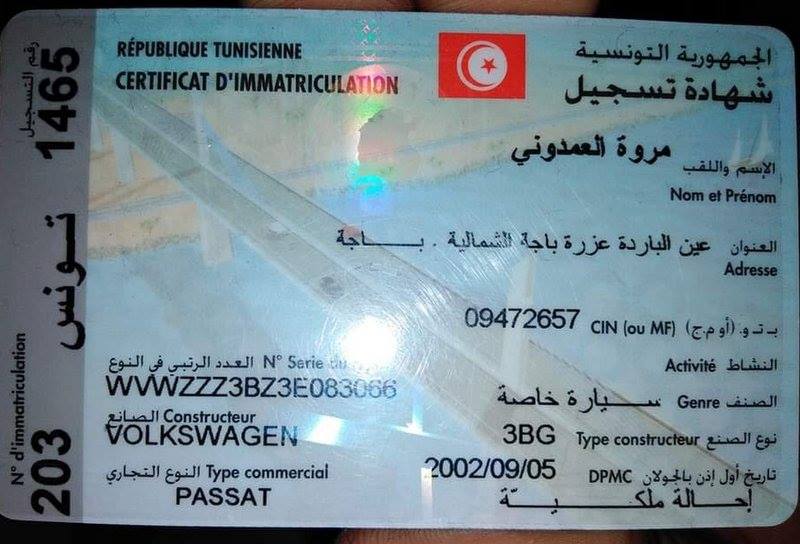 RÉPUBLIQUE TUNISIENNE
الجمهورية التونسية
CERTIFICAT D'IMMATRICULATION
شهادة تسجيل
مروة العمدوني
الإسم واللقب
Nom et Prénom
العنوان عين الباردة عزرة باجة الشمالية . بـــاجة
Adresse
ب.ت.و. (أو م.ج) CIN (ou MF) 09472657
النشاط Activité
العدد الرتبي في النوع N° Serie du
WVWZZZ3BZ3E083066
الصنف Genre سيارة خاصة
الصانع Constructeur
VOLKSWAGEN
نوع الصنع Type constructeur 3BG
النوع التجاري Type commercial
PASSAT
تاريخ أول إذن بالجولان DPMC 2002/09/05
إحالة ملكيـــة
رقم التسجيل
1465
تونس
203
N° d'immatriculation